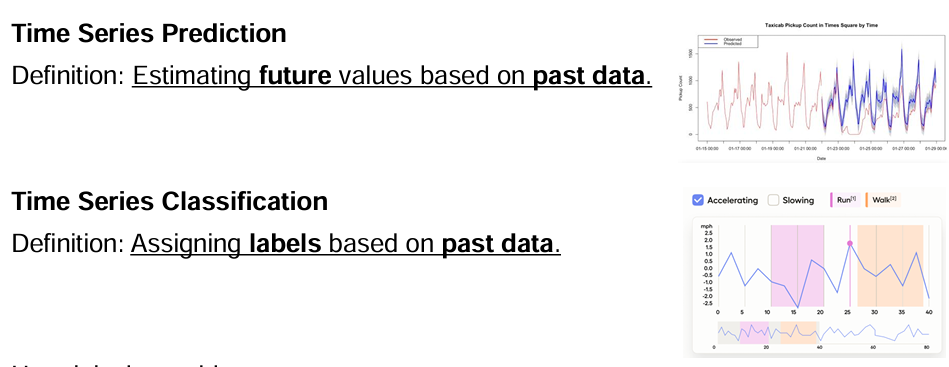 Time Series Prediction
Definition: Estimating future values based on past data.
Taxicab Pickup Count in Times Square by Time
Observed
Predicted
Pickup Count
1500
1000
500
0
01-15 00:00 01-17 00:00 01-19 00:00 01-21 00:00 01-23 00:00 01-25 00:00 01-27 00:00 01-29 00:00
Date
Time Series Classification
Definition: Assigning labels based on past data.
Accelerating Slowing Run[1] Walk[2]
mph
2.5
2.0
1.5
1.0
0.5
0.0
-0.5
-1.0
-1.5
-2.0
-2.5
0 5 10 15 20 25 30 35 40
0 20 40 60 80